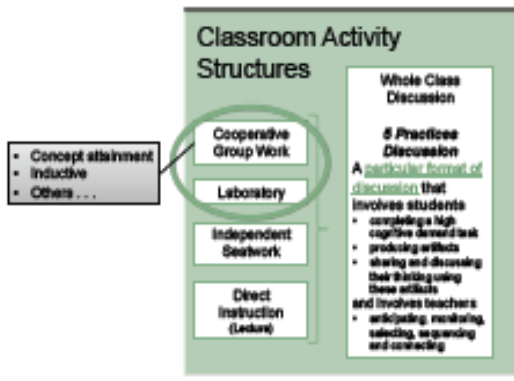 Classroom Activity
Structures
• Concept attainment
• Inductive
• Others . . .
Cooperative
Group Work
Laboratory
Independent
Seatwork
Direct
Instruction
(Lecture)
Whole Class
Discussion
5 Practices
Discussion
A particular format of
discussion that
involves students
• completing a high
cognitive demand task
• producing artifacts
• sharing and discussing
their thinking using
these artifacts
and involves teachers
• anticipating, monitoring,
selecting, sequencing
and connecting